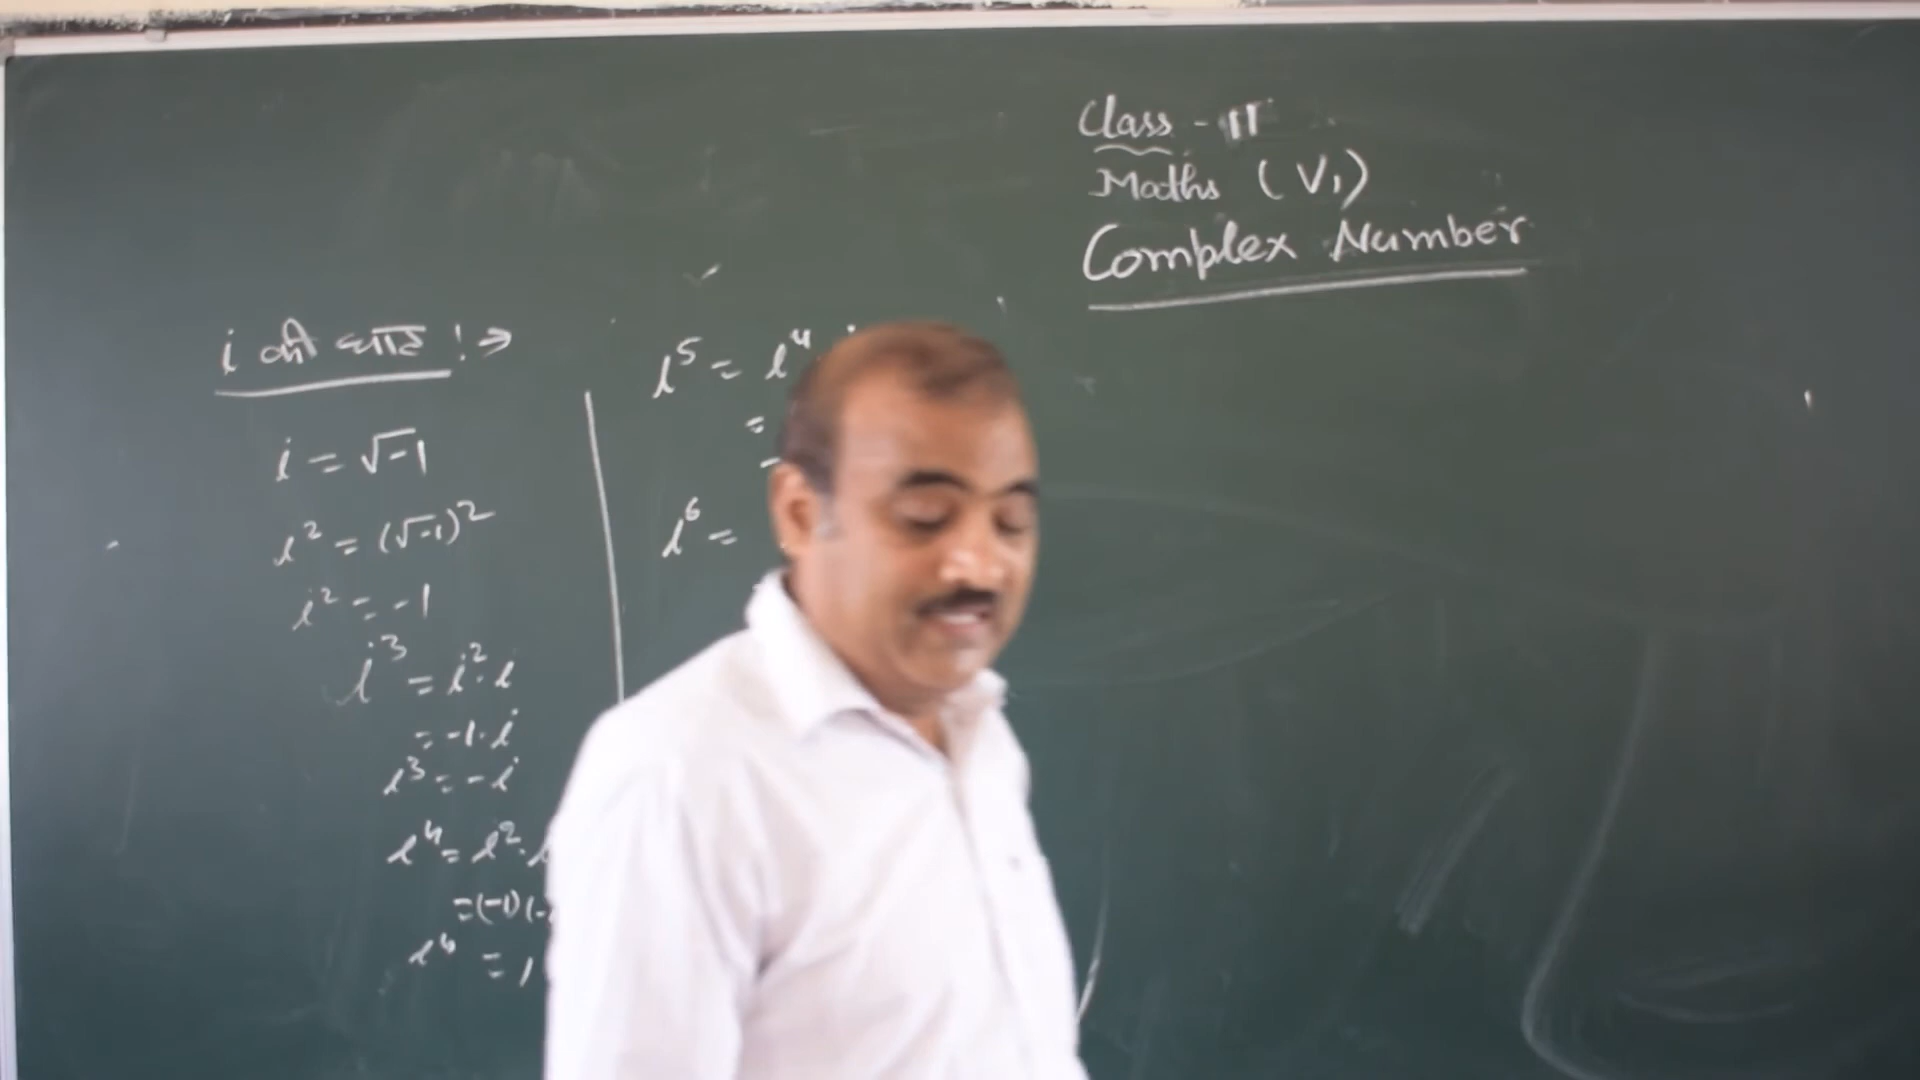 Class - 11
Maths (V1)
Complex Number
i की घात :→
i = √-1
i² = (√-1)²
i² = -1
i³ = i². i
= -1. i
i³ = -i
i⁴ = i².
= (-1) (-
i⁴ = 1
i⁵ = i⁴
=
=
i⁶ =